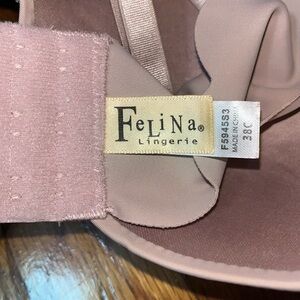 FeLiNa®
Lingerie
F5945S3
MADE IN CHINA
38C